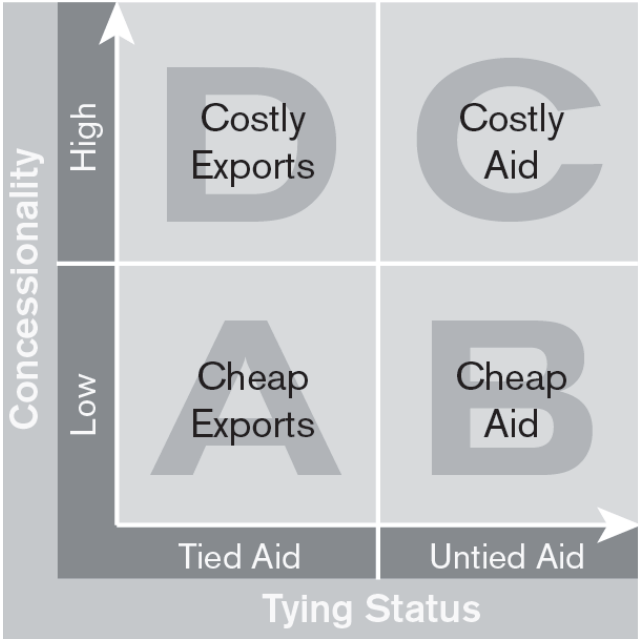 Concessionality
High
Low
D
Costly
Exports
C
Costly
Aid
A
Cheap
Exports
B
Cheap
Aid
Tied Aid
Untied Aid
Tying Status